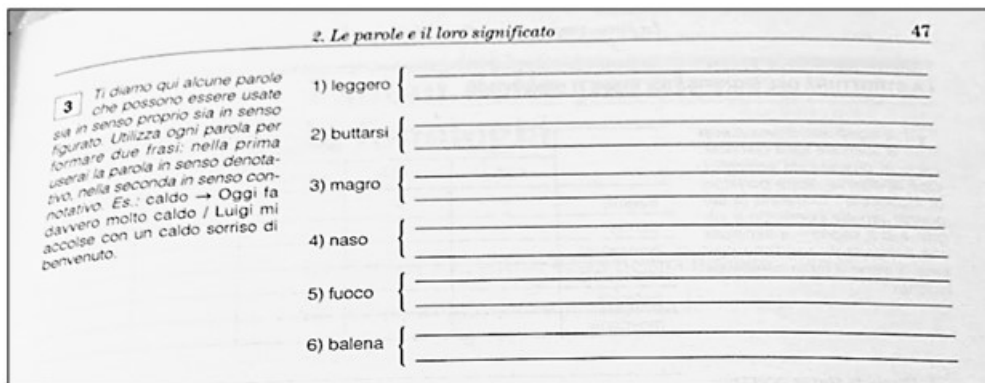 2. Le parole e il loro significato
47
3 Ti diamo qui alcune parole
che possono essere usate
sia in senso proprio sia in senso
figurato. Utilizza ogni parola per
formare due frasi: nella prima
userai la parola in senso denota-
tivo, nella seconda in senso con-
notativo. Es.: caldo → Oggi fa
davvero molto caldo / Luigi mi
accolse con un caldo sorriso di
benvenuto.
1) leggero
2) buttarsi
3) magro
4) naso
5) fuoco
6) balena